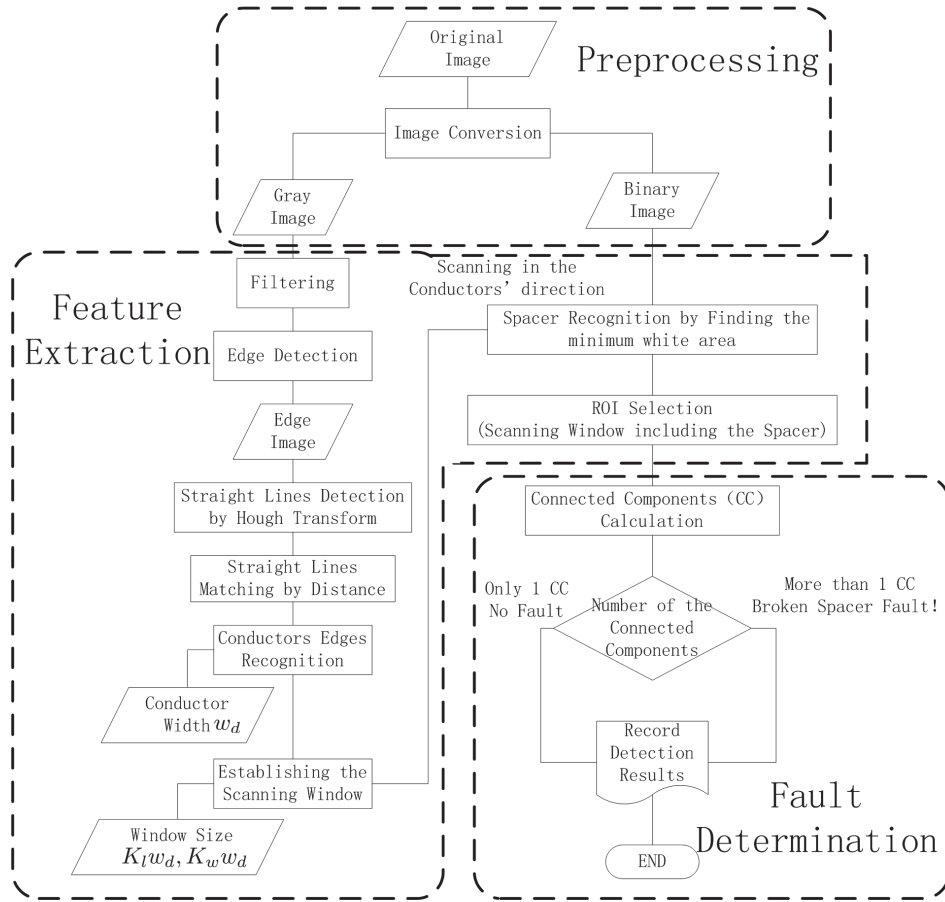 Original
Image
Preprocessing
Image Conversion
Gray
Image
Binary
Image
Feature
Extraction
Filtering
Edge Detection
Edge
Image
Straight Lines Detection
by Hough Transform
Straight Lines
Matching by Distance
Conductors Edges
Recognition
Conductor
Width w_d
Establishing the
Scanning Window
Window Size
K_l w_d, K_w w_d
Scanning in the
Conductors' direction
Spacer Recognition by Finding the
minimum white area
ROI Selection
(Scanning Window including the Spacer)
Connected Components (CC)
Calculation
Only 1 CC
No Fault
Number of the
Connected
Components
More than 1 CC
Broken Spacer Fault!
Record
Detection
Results
END
Fault
Determination